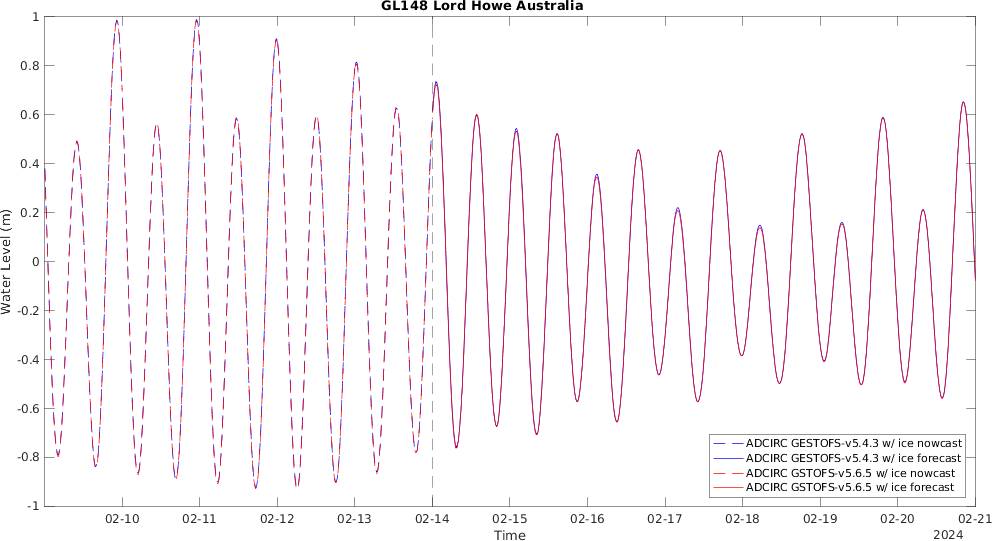 GL148 Lord Howe Australia
1
0.8
0.6
0.4
0.2
0
-0.2
-0.4
-0.6
-0.8
-1
Water Level (m)
ADCIRC GESTOFS-v5.4.3 w/ ice nowcast
ADCIRC GESTOFS-v5.4.3 w/ ice forecast
ADCIRC GSTOFS-v5.6.5 w/ ice nowcast
ADCIRC GSTOFS-v5.6.5 w/ ice forecast
02-10 02-11 02-12 02-13 02-14 02-15 02-16 02-17 02-18 02-19 02-20 02-21
Time
2024